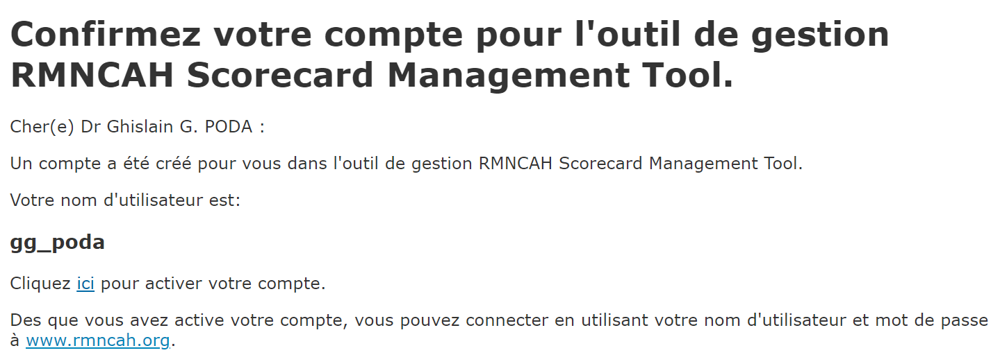 Confirmez votre compte pour l'outil de gestion
RMNCAH Scorecard Management Tool.
Cher(e) Dr Ghislain G. PODA :
Un compte a été créé pour vous dans l'outil de gestion RMNCAH Scorecard Management Tool.
Votre nom d'utilisateur est:
gg_poda
Cliquez ici pour activer votre compte.
Des que vous avez active votre compte, vous pouvez connecter en utilisant votre nom d'utilisateur et mot de passe
à www.rmncah.org.